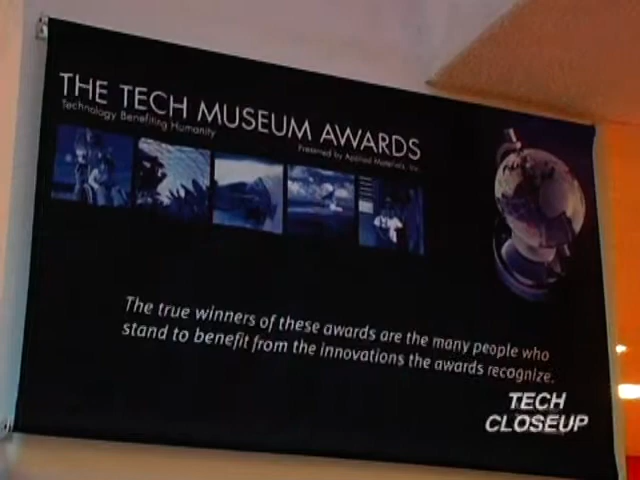 THE TECH MUSEUM AWARDS
Technology Benefiting Humanity
Presented by Applied Materials, Inc.
The true winners of these awards are the many people who
stand to benefit from the innovations the awards recognize.
TECH
CLOSEUP